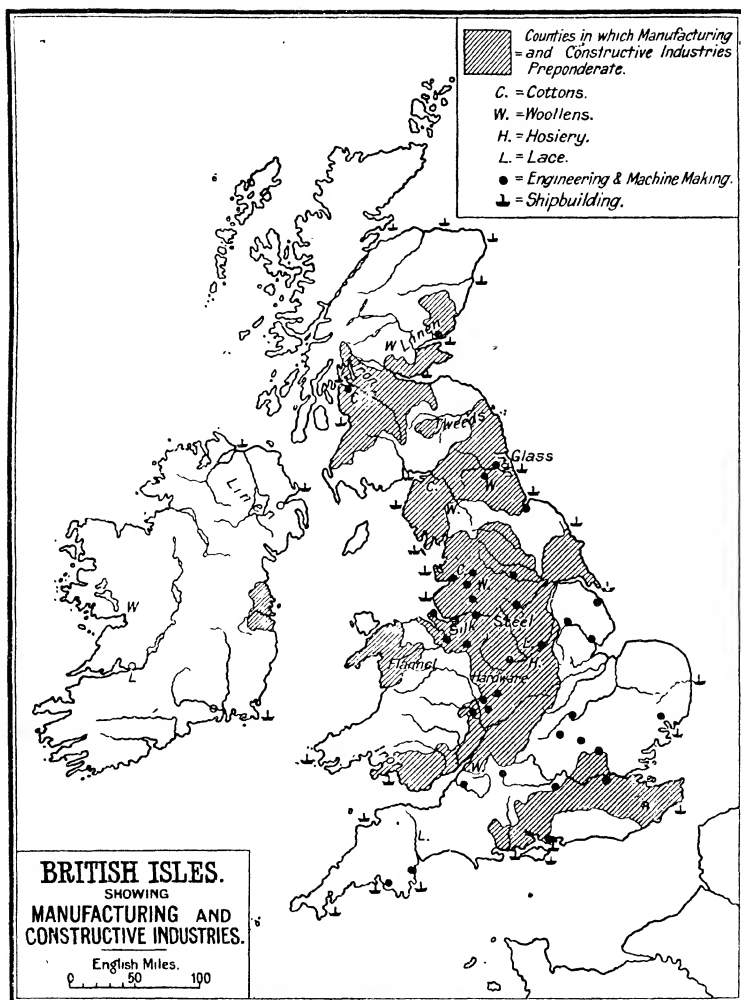 Counties in which Manufacturing
= and Constructive Industries
Preponderate.
C. = Cottons.
W. = Woollens.
H. = Hosiery.
L. = Lace.
= Engineering & Machine Making.
= Shipbuilding.
Linen
W
C
Tweeds
Glass
W
C.
W.
Linen
C.
W.
W
Silk
Steel
L
L.
Flannel
H.
Hardware
W.
L.
BRITISH ISLES.
SHOWING
MANUFACTURING AND
CONSTRUCTIVE INDUSTRIES.
English Miles.
0 50 100